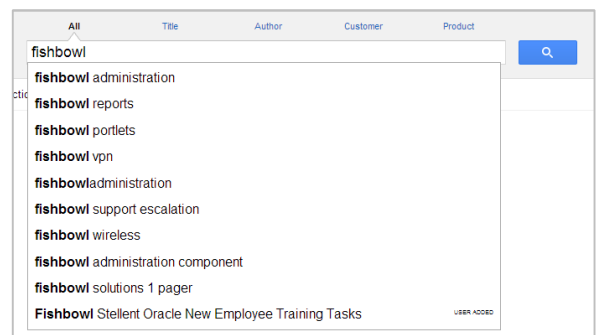 All Title Author Customer Product
fishbowl
fishbowl administration
ctio
fishbowl reports
fishbowl portlets
fishbowl vpn
fishbowladministration
fishbowl support escalation
fishbowl wireless
fishbowl administration component
fishbowl solutions 1 pager
Fishbowl Stellent Oracle New Employee Training Tasks USER ADDED